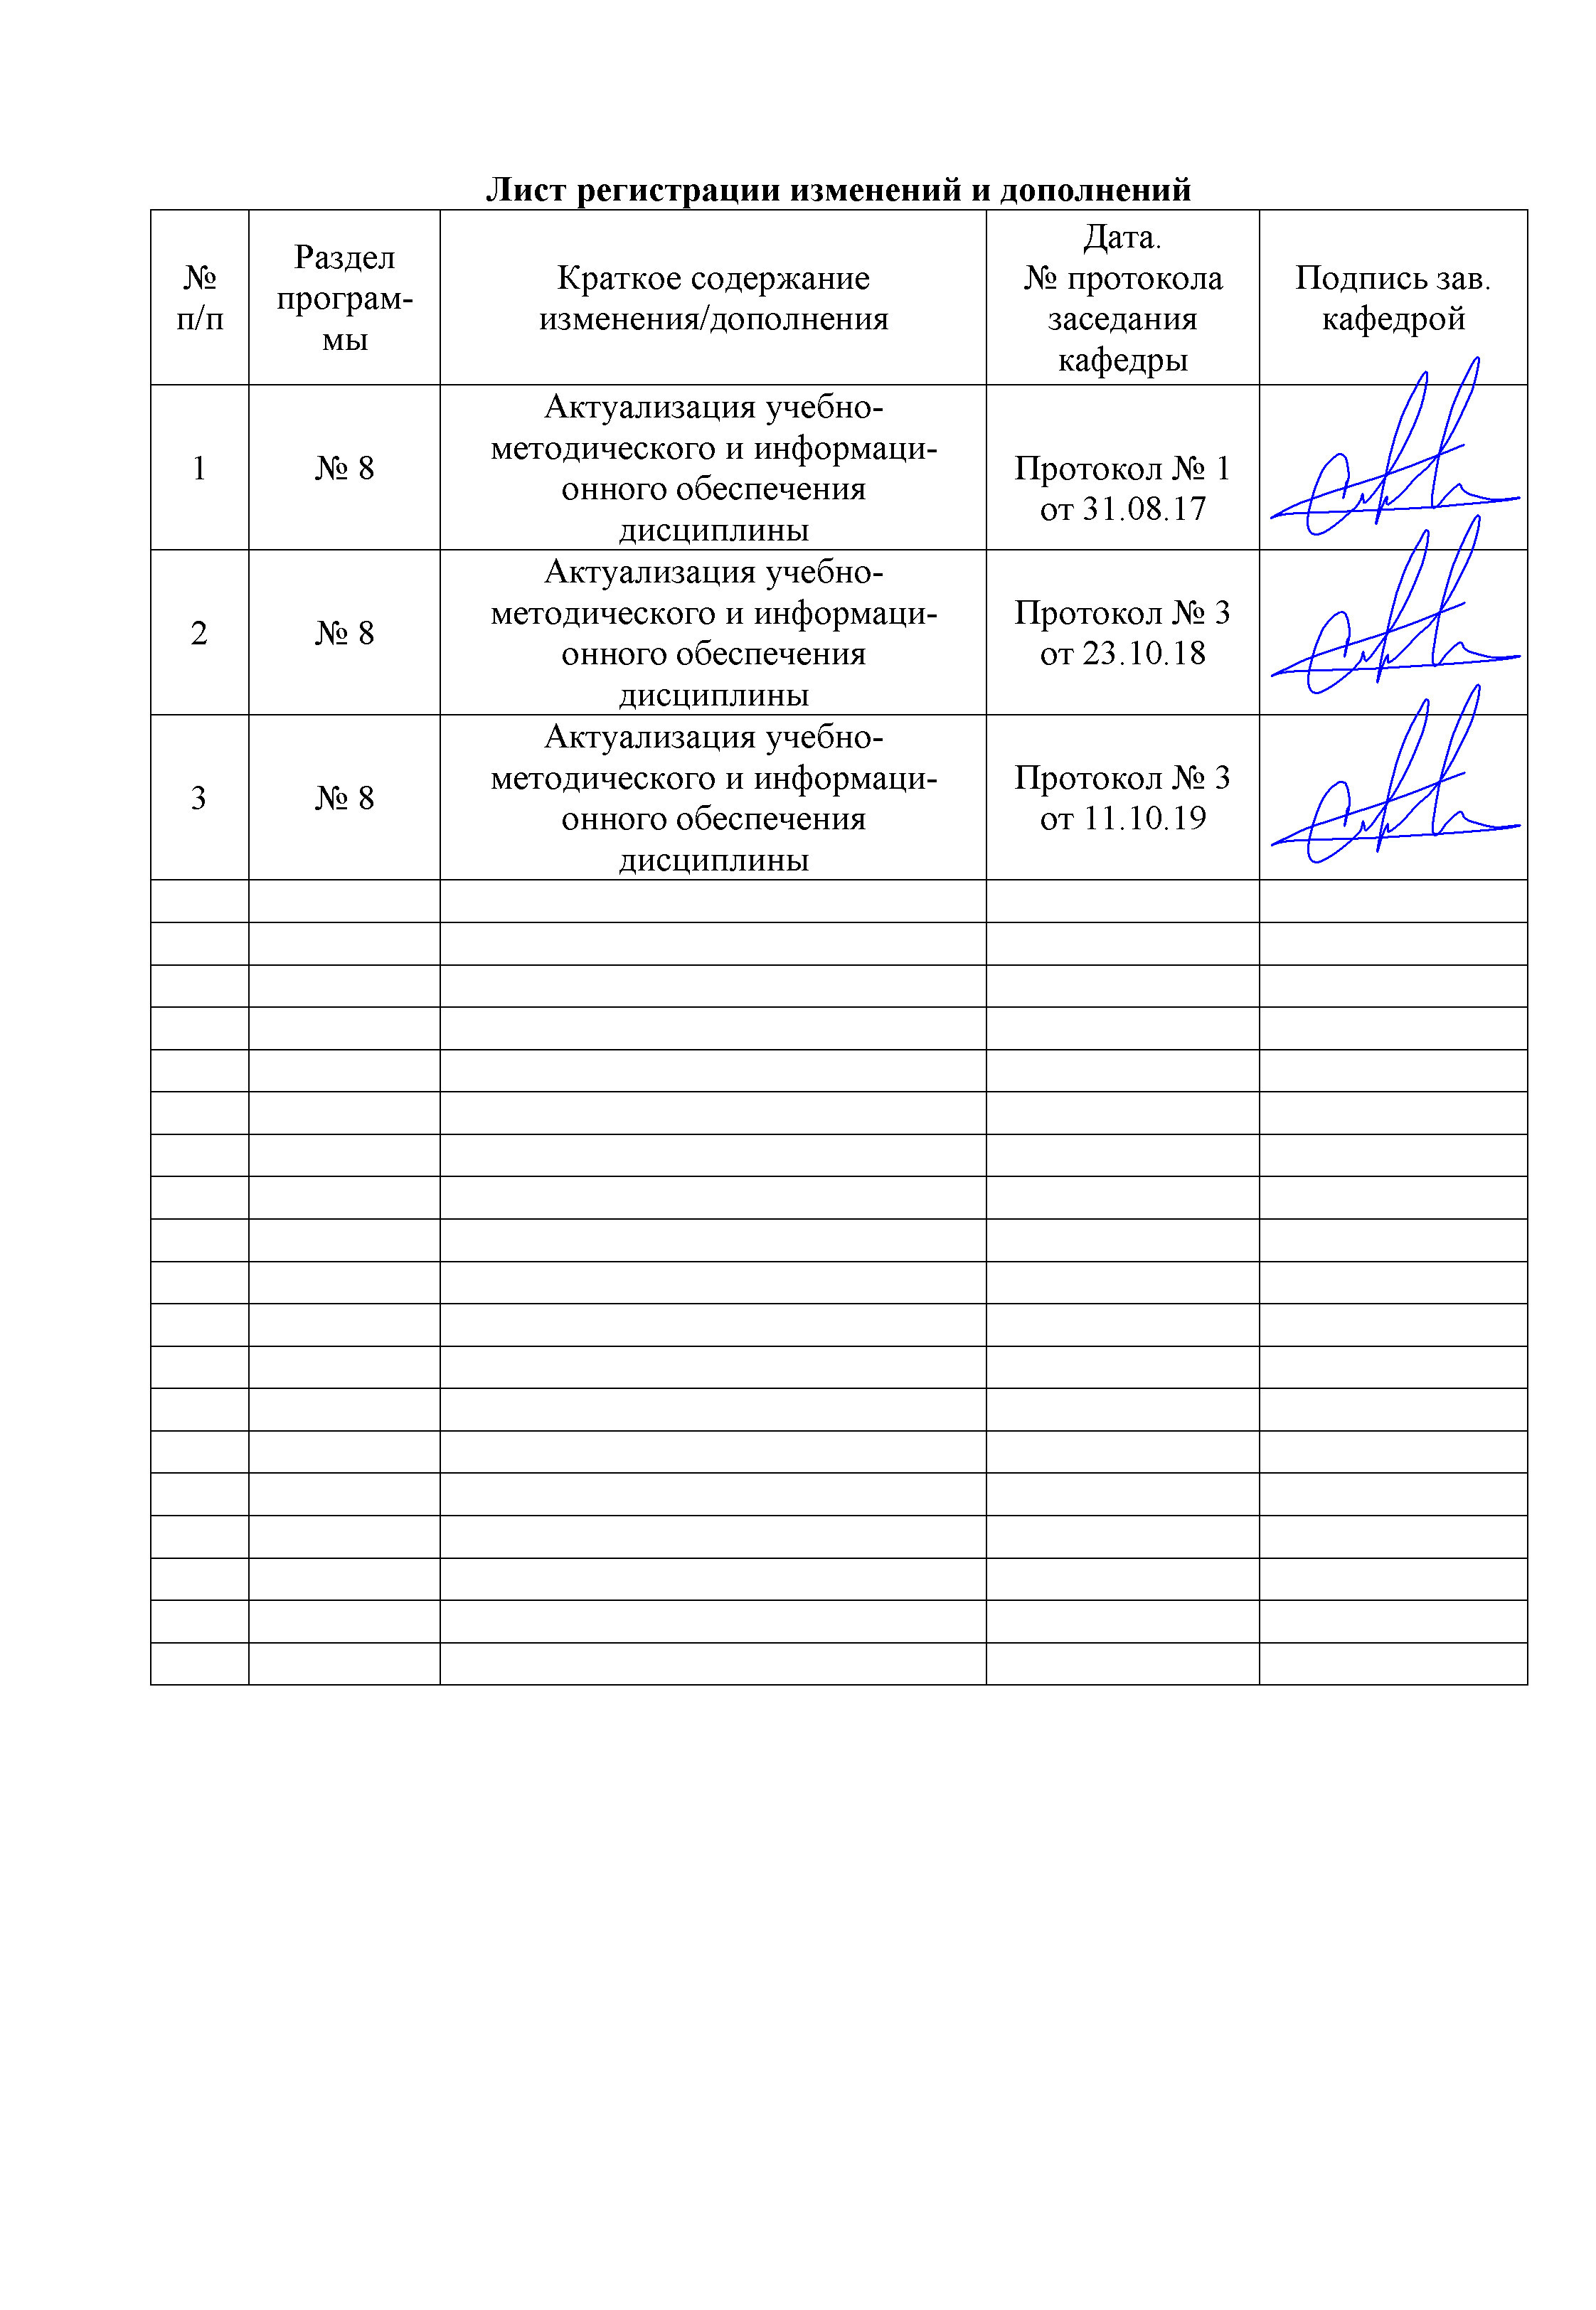 Лист регистрации изменений и дополнений
№
п/п
Раздел
програм-
мы
Краткое содержание
изменения/дополнения
Дата.
№ протокола
заседания
кафедры
Подпись зав.
кафедрой
1
№ 8
Актуализация учебно-
методического и информаци-
онного обеспечения
дисциплины
Протокол № 1
от 31.08.17
2
№ 8
Актуализация учебно-
методического и информаци-
онного обеспечения
дисциплины
Протокол № 3
от 23.10.18
3
№ 8
Актуализация учебно-
методического и информаци-
онного обеспечения
дисциплины
Протокол № 3
от 11.10.19